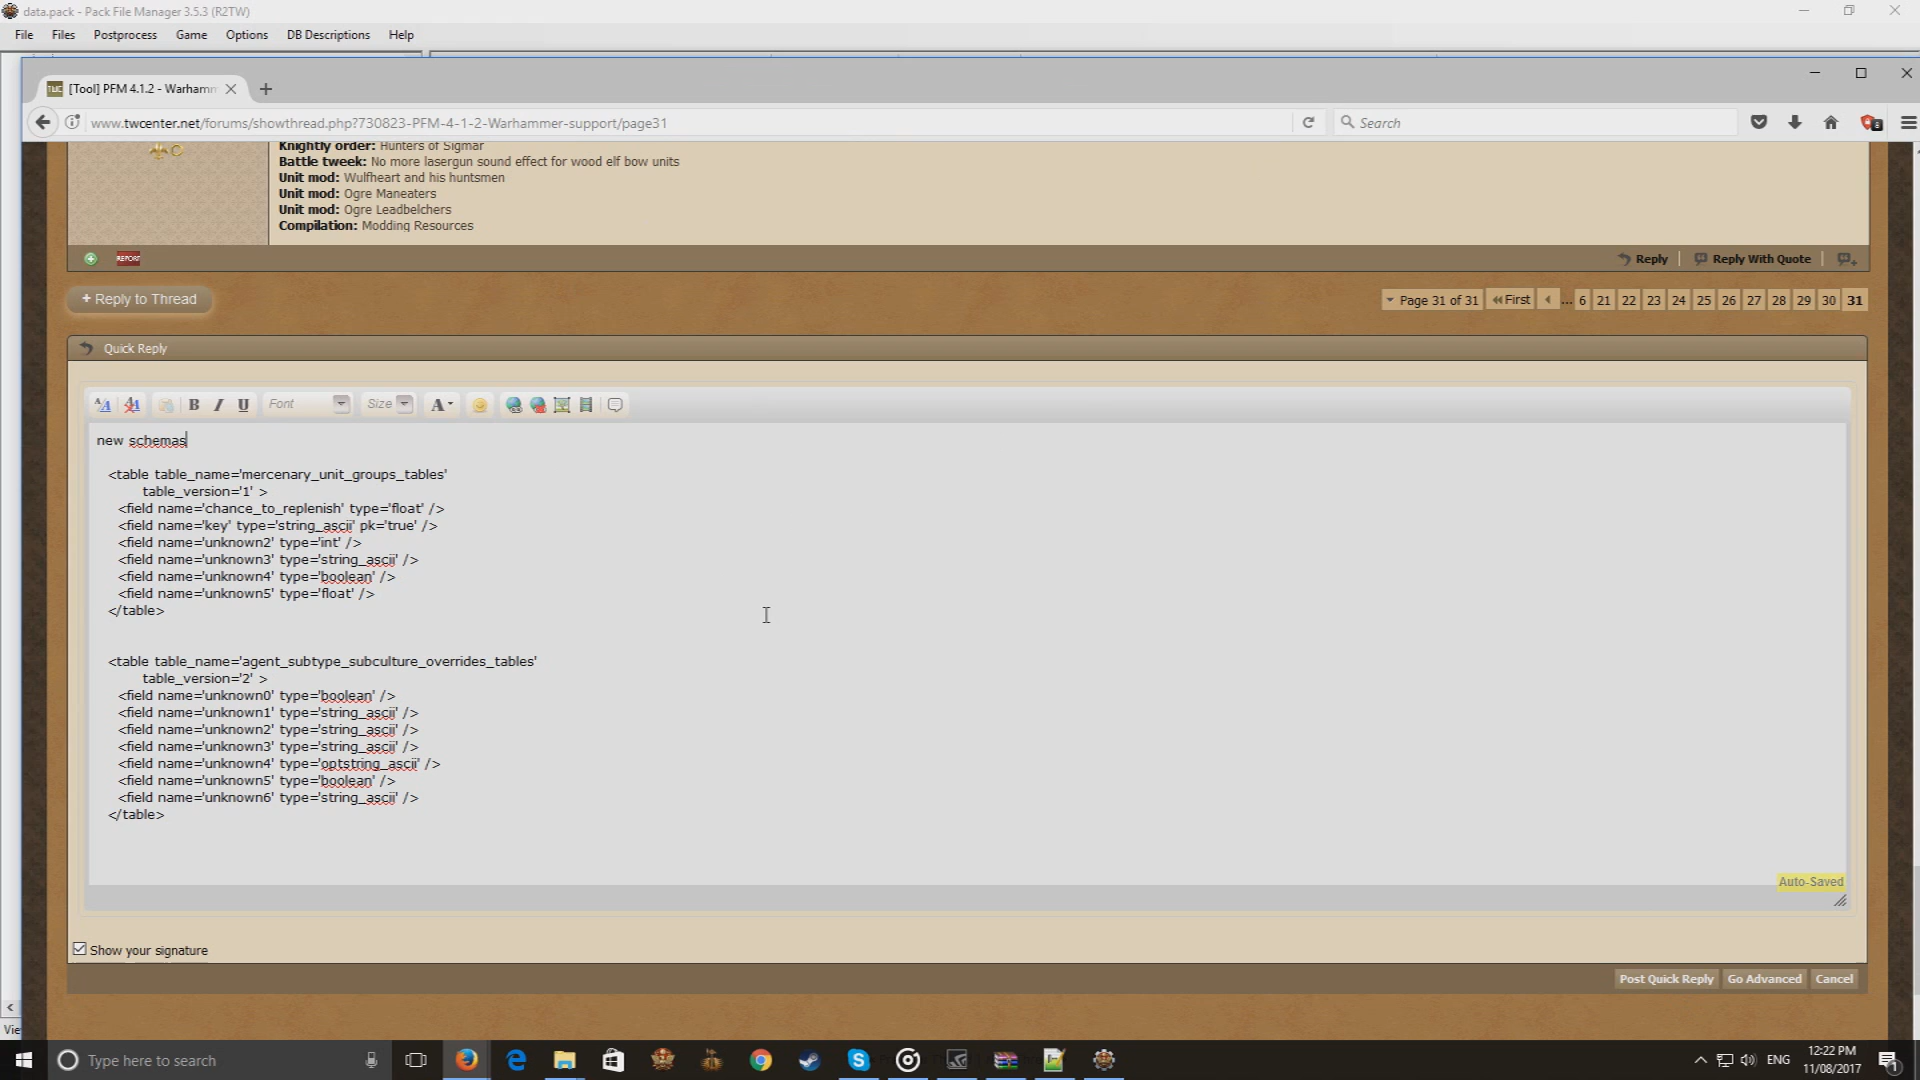 data.pack - Pack File Manager 3.5.3 (R2TW)
File Files Postprocess Game Options DB Descriptions Help
[Tool] PFM 4.1.2 - Warham
www.twcenter.net/forums/showthread.php?730823-PFM-4-1-2-Warhammer-support/page31
Search
8
Knightly order: Hunters of Sigmar
Battle tweek: No more lasergun sound effect for wood elf bow units
Unit mod: Wulfheart and his huntsmen
Unit mod: Ogre Maneaters
Unit mod: Ogre Leadbelchers
Compilation: Modding Resources
REPORT
Reply Reply With Quote
+ Reply to Thread
Page 31 of 31 First ... 6 21 22 23 24 25 26 27 28 29 30 31
Quick Reply
B I U Font Size A
new schemas
<table table_name='mercenary_unit_groups_tables'
table_version='1' >
<field name='chance_to_replenish' type='float' />
<field name='key' type='string_ascii' pk='true' />
<field name='unknown2' type='int' />
<field name='unknown3' type='string_ascii' />
<field name='unknown4' type='boolean' />
<field name='unknown5' type='float' />
</table>
<table table_name='agent_subtype_subculture_overrides_tables'
table_version='2' >
<field name='unknown0' type='boolean' />
<field name='unknown1' type='string_ascii' />
<field name='unknown2' type='string_ascii' />
<field name='unknown3' type='string_ascii' />
<field name='unknown4' type='optstring_ascii' />
<field name='unknown5' type='boolean' />
<field name='unknown6' type='string_ascii' />
</table>
Auto-Saved
Show your signature
Post Quick Reply Go Advanced Cancel
Vie
Type here to search
ENG
12:22 PM
11/08/2017
1